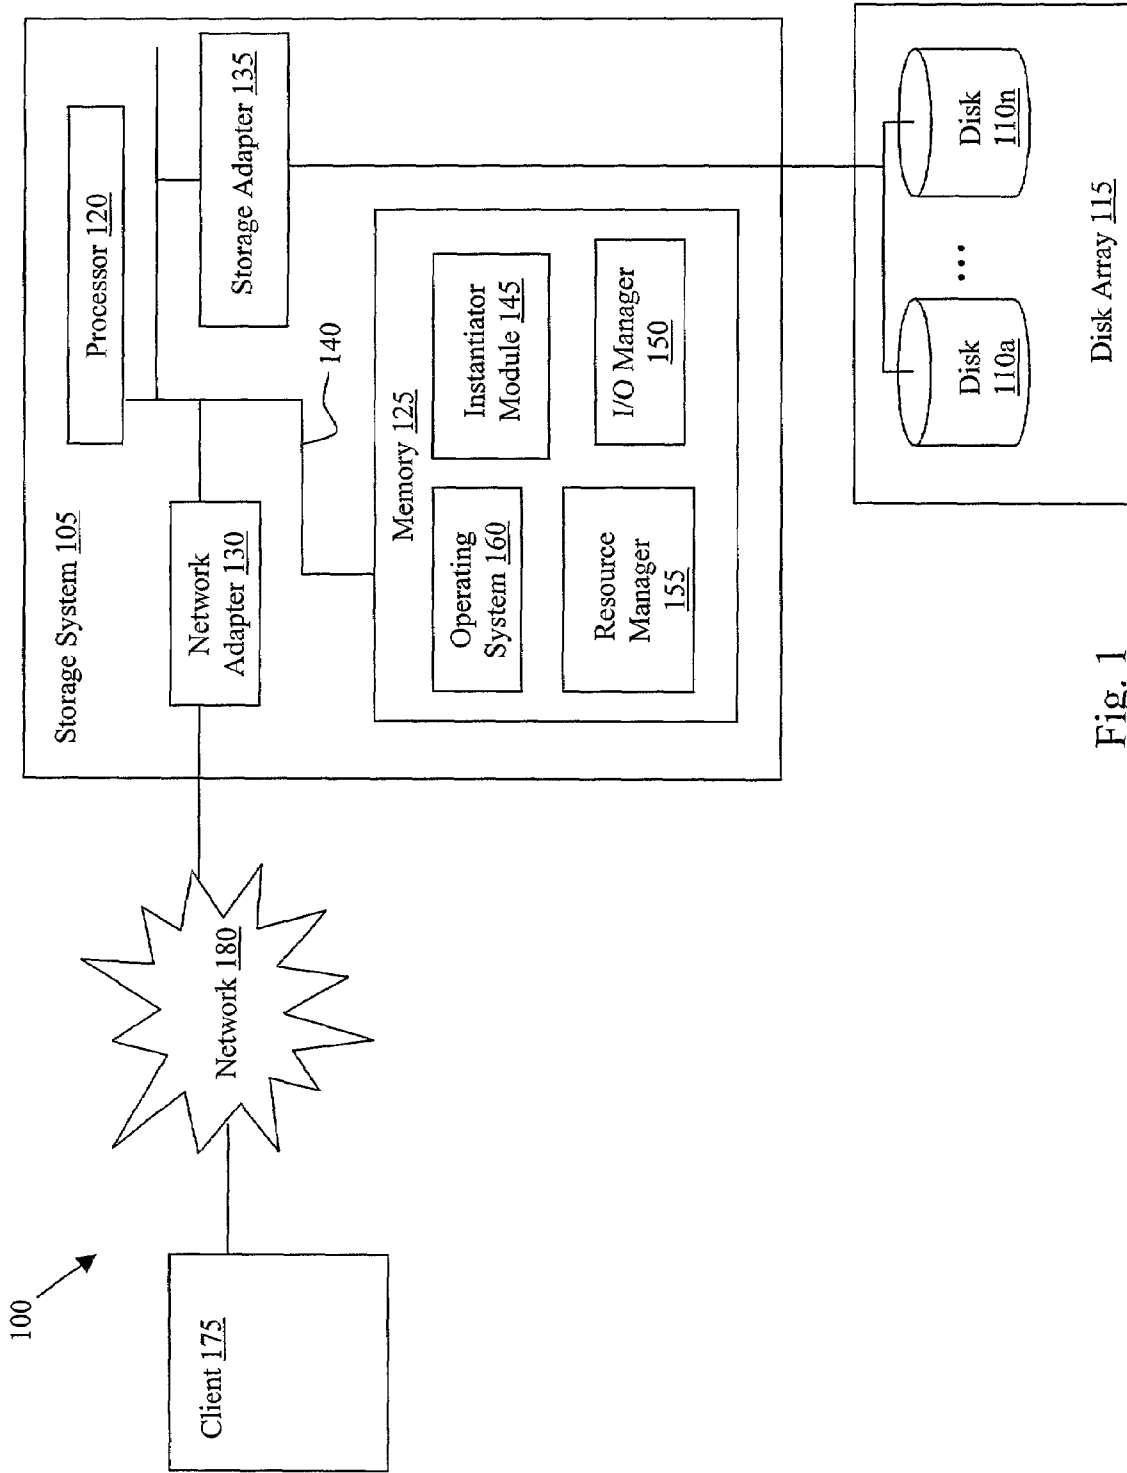 100
Client 175
Network 180
Storage System 105
Network
Adapter 130
Processor 120
Storage Adapter 135
140
Memory 125
Operating
System 160
Instantiator
Module 145
Resource
Manager
155
I/O Manager
150
Disk
110a
...
Disk
110n
Disk Array 115
Fig. 1